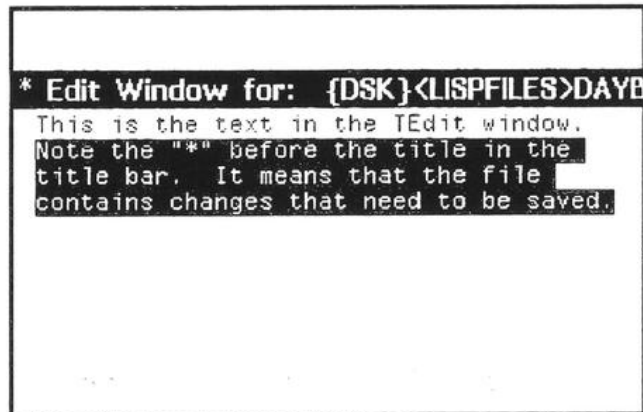 * Edit Window for: {DSK}<LISPFILES>DAYB
This is the text in the TEdit window.
Note the "*" before the title in the
title bar. It means that the file
contains changes that need to be saved.